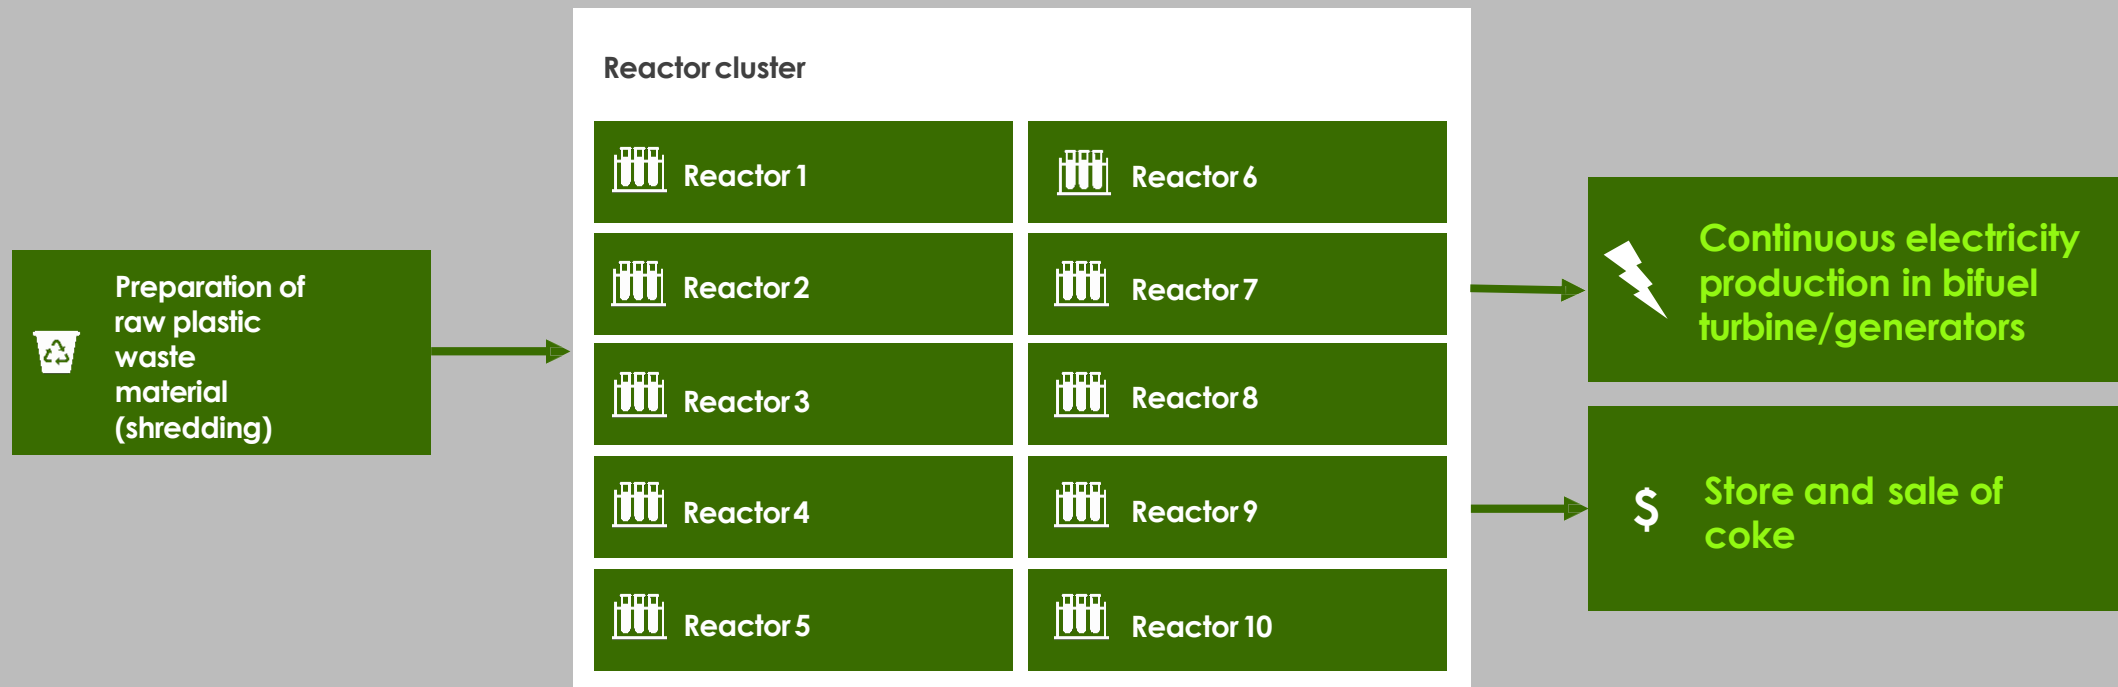 Reactor cluster
Preparation of
raw plastic
waste
material
(shredding)
Reactor 1
Reactor 2
Reactor 3
Reactor 4
Reactor 5
Reactor 6
Reactor 7
Reactor 8
Reactor 9
Reactor 10
Continuous electricity
production in bifuel
turbine/generators
$
Store and sale of
coke